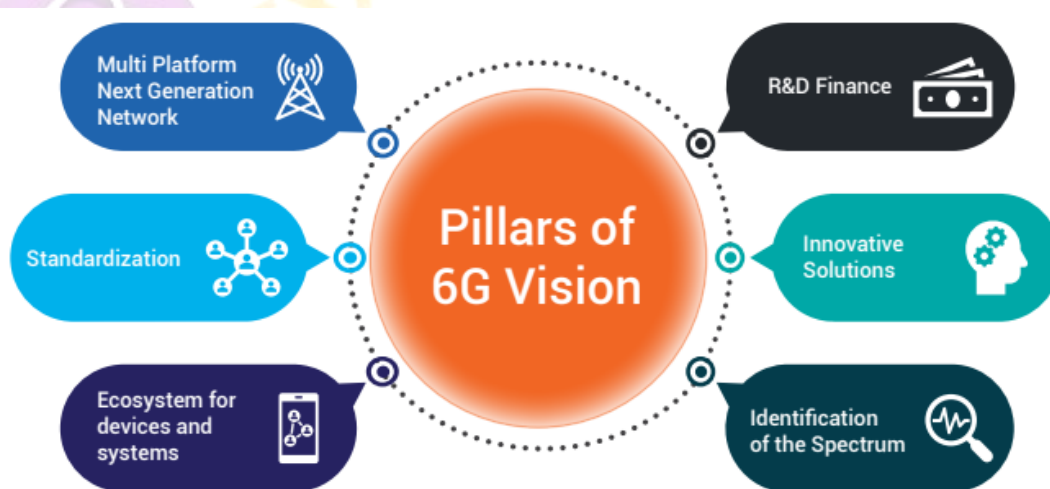 Multi Platform
Next Generation
Network
R&D Finance
Standardization
Pillars of
6G Vision
Innovative
Solutions
Ecosystem for
devices and
systems
Identification
of the Spectrum